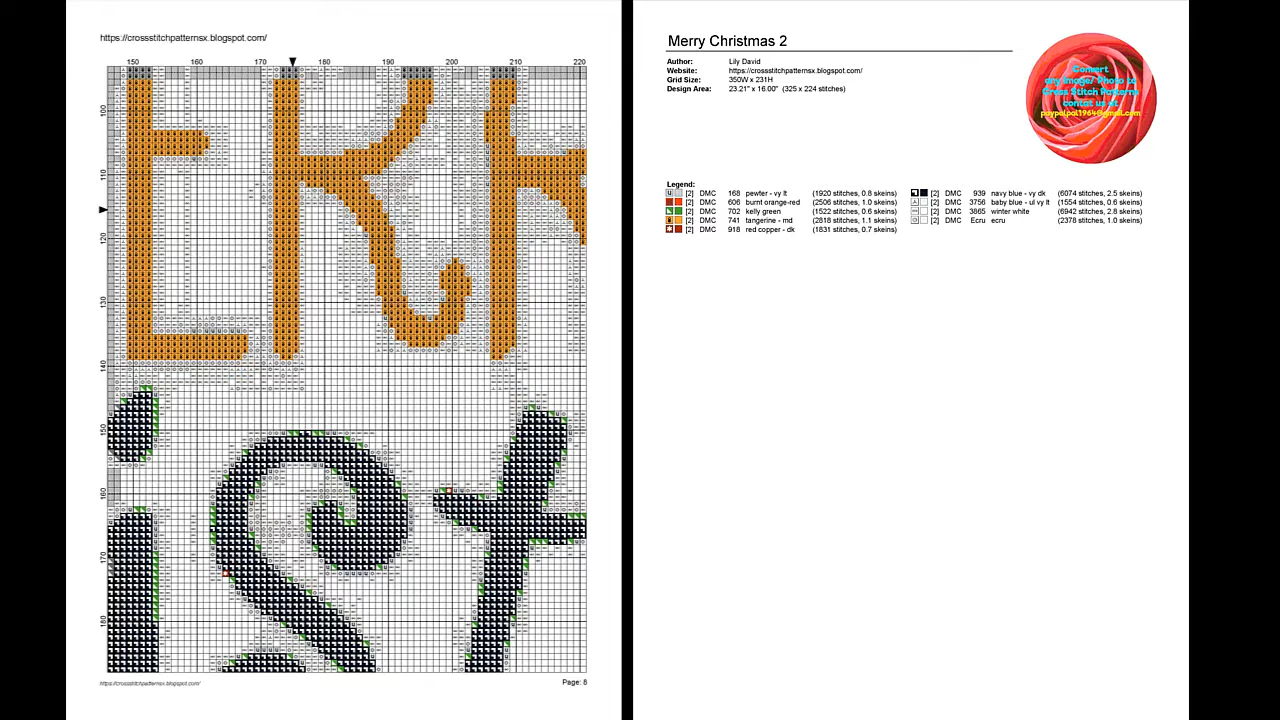 https://crossstitchpatternsx.blogspot.com/
150 160 170 180 190 200 210 220
100
110
120
130
140
150
160
170
180
https://crossstitchpatternsx.blogspot.com/
Page: 8
Merry Christmas 2
Author: Lily David
Website: https://crossstitchpatternsx.blogspot.com/
Grid Size: 350W x 231H
Design Area: 23.21" x 16.00" (325 x 224 stitches)
Convert
any image/ Photo to
Cross Stitch Patterns
contat us at
paypalpal1964@gmail.com
Legend:
[2] DMC 168 pewter - vy lt (1920 stitches, 0.8 skeins)
[2] DMC 606 burnt orange-red (2506 stitches, 1.0 skeins)
[2] DMC 702 kelly green (1522 stitches, 0.6 skeins)
[2] DMC 741 tangerine - md (2818 stitches, 1.1 skeins)
[2] DMC 918 red copper - dk (1831 stitches, 0.7 skeins)
[2] DMC 939 navy blue - vy dk (6074 stitches, 2.5 skeins)
[2] DMC 3756 baby blue - ul vy lt (1554 stitches, 0.6 skeins)
[2] DMC 3865 winter white (6942 stitches, 2.8 skeins)
[2] DMC Ecru ecru (2378 stitches, 1.0 skeins)